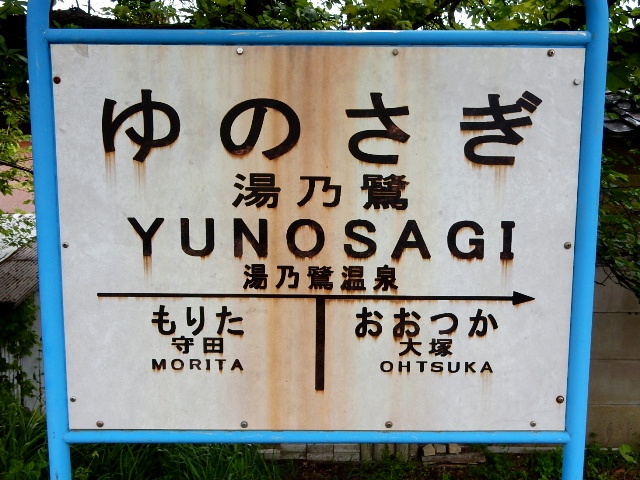 ゆのさぎ
湯乃鷺
YUNOSAGI
湯乃鷺温泉
もりた おおつか
守田 大塚
MORITA OHTSUKA